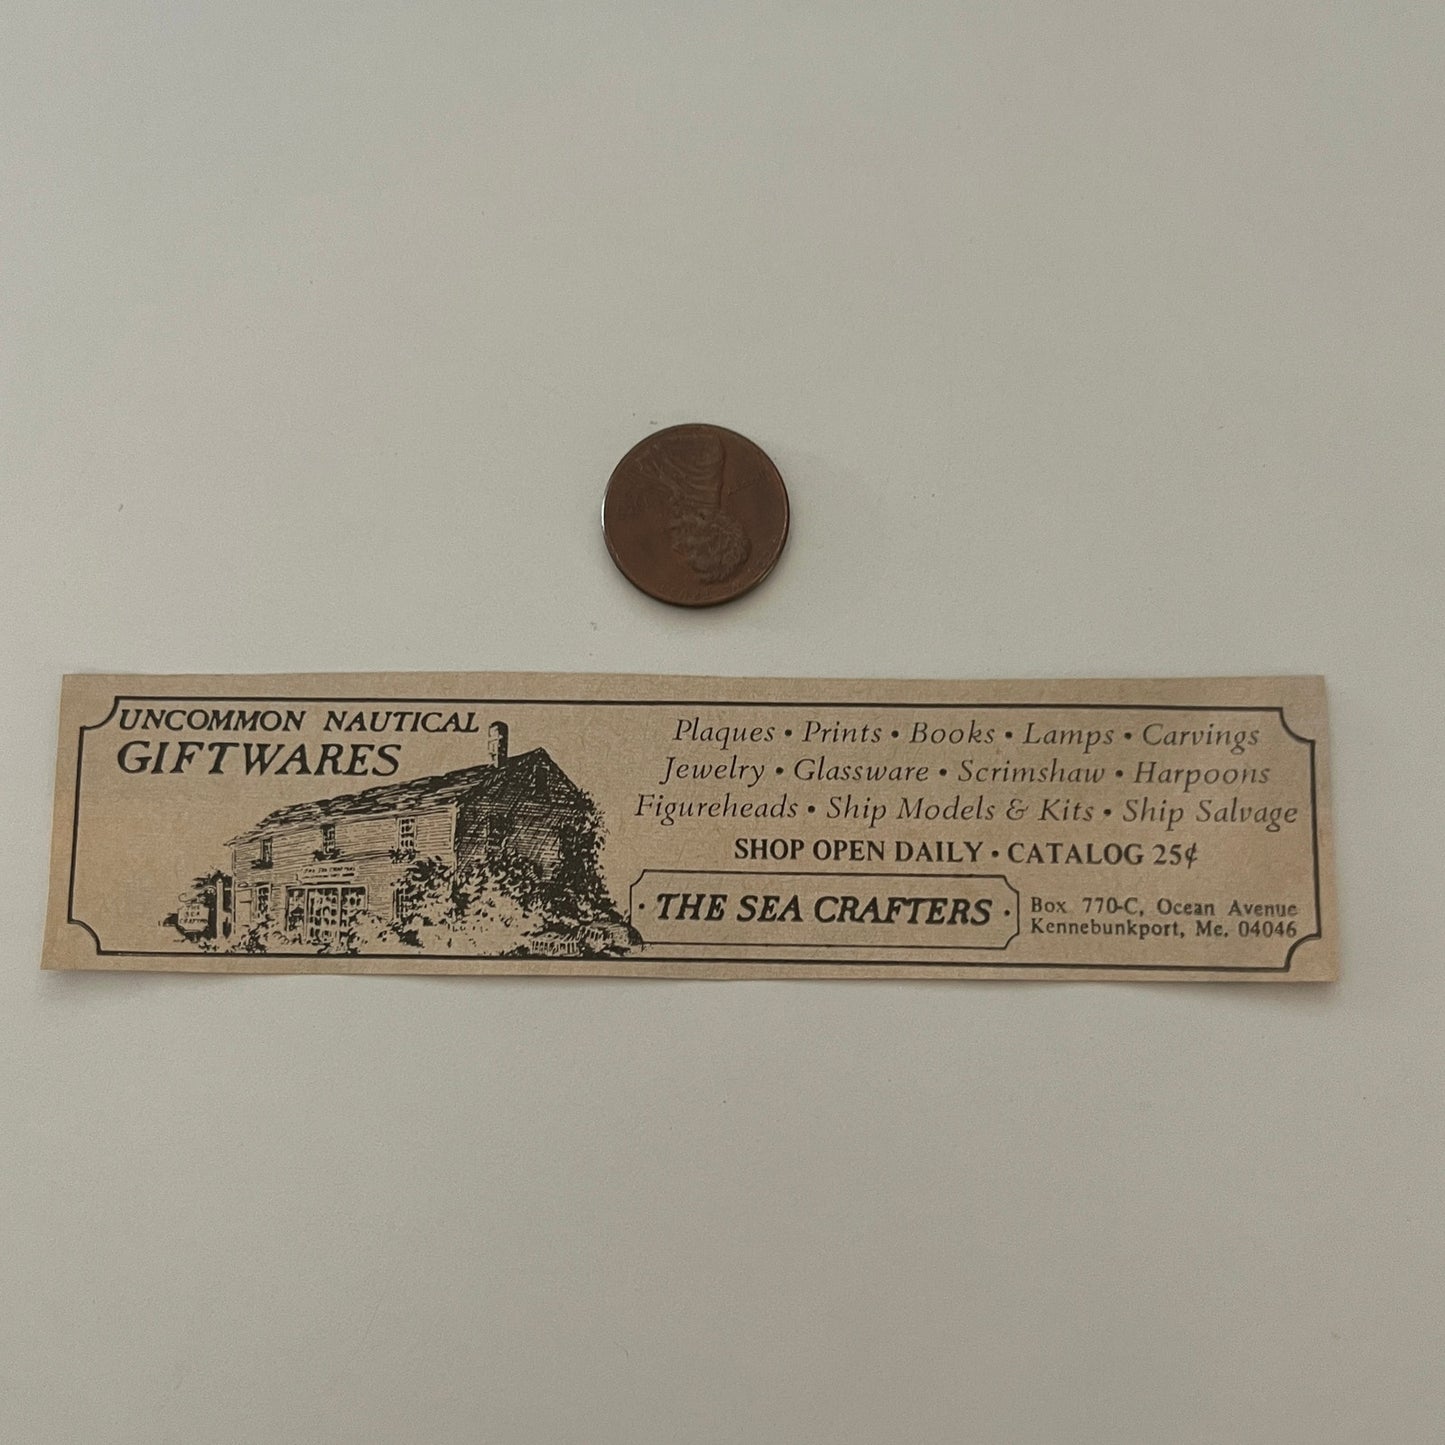 UNCOMMON NAUTICAL
GIFTWARES
Plaques • Prints • Books • Lamps • Carvings
Jewelry • Glassware • Scrimshaw • Harpoons
Figureheads • Ship Models & Kits • Ship Salvage
SHOP OPEN DAILY • CATALOG 25¢
· THE SEA CRAFTERS ·
Box 770-C, Ocean Avenue
Kennebunkport, Me. 04046